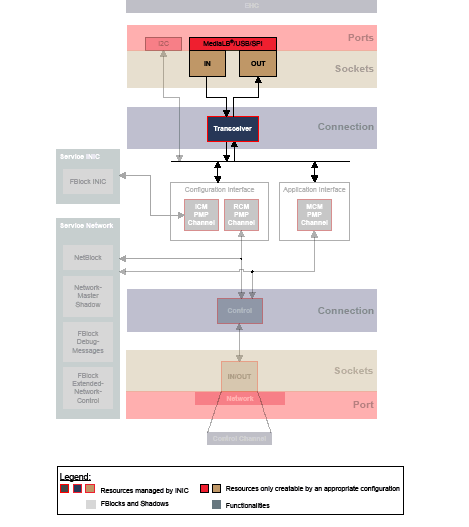 EHC
Ports
I2C
MediaLB®/USB/SPI
IN
OUT
Sockets
Transceiver
Connection
Service INIC
FBlock INIC
Configuration Interface
Application Interface
ICM
PMP
Channel
RCM
PMP
Channel
MCM
PMP
Channel
Service Network
NetBlock
Network-
Master
Shadow
FBlock
Debug-
Messages
FBlock
Extended-
Network-
Control
Control
Connection
Sockets
IN/OUT
Network
Port
Control Channel
Legend:
Resources managed by INIC
Resources only creatable by an appropriate configuration
FBlocks and Shadows
Functionalities